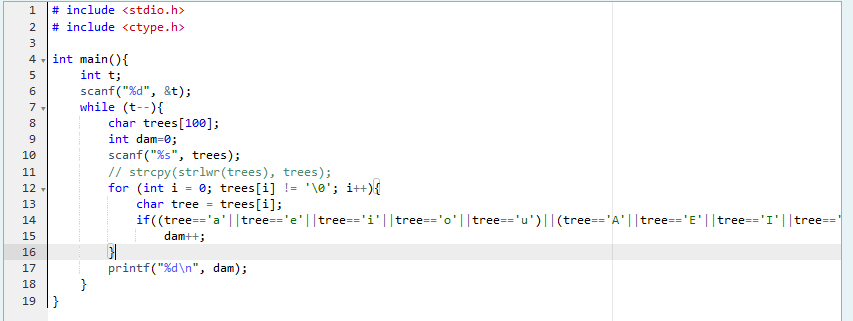 1 # include <stdio.h>
2 # include <ctype.h>
3
4 int main(){
5     int t;
6     scanf("%d", &t);
7     while (t--){
8         char trees[100];
9         int dam=0;
10         scanf("%s", trees);
11         // strcpy(strlwr(trees), trees);
12         for (int i = 0; trees[i] != '\0'; i++){
13             char tree = trees[i];
14             if((tree=='a'||tree=='e'||tree=='i'||tree=='o'||tree=='u')||(tree=='A'||tree=='E'||tree=='I'||tree=='
15                 dam++;
16         }
17         printf("%d\n", dam);
18     }
19 }